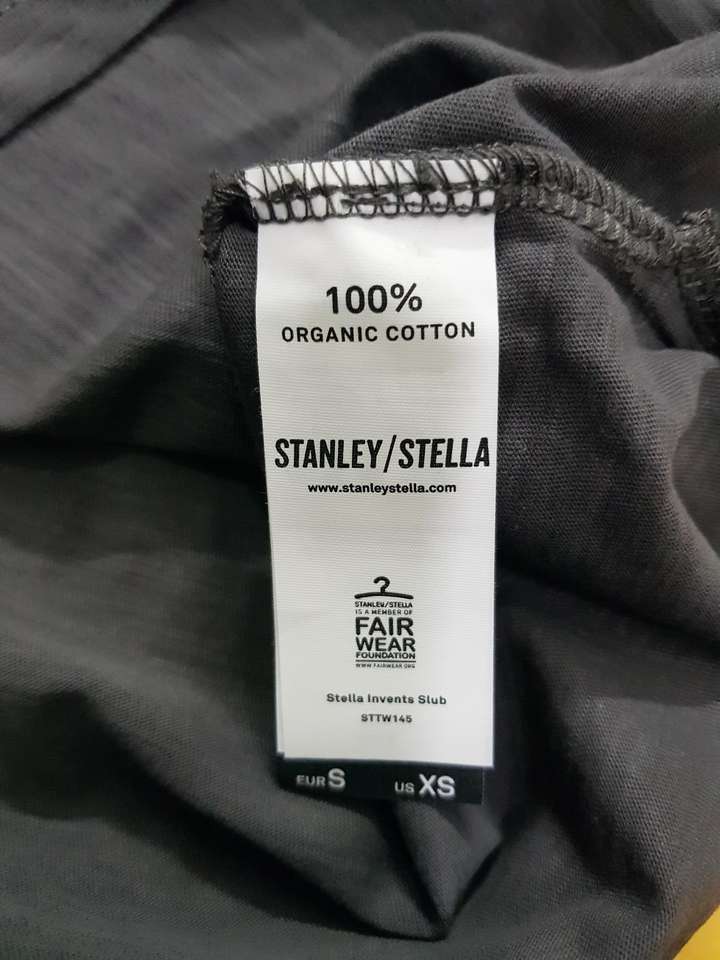 100%
ORGANIC COTTON
STANLEY/STELLA
www.stanleystella.com
STANLEY/STELLA
IS A MEMBER OF
FAIR
WEAR
FOUNDATION
WWW.FAIRWEAR.ORG
Stella Invents Slub
STTW145
EUR S US XS